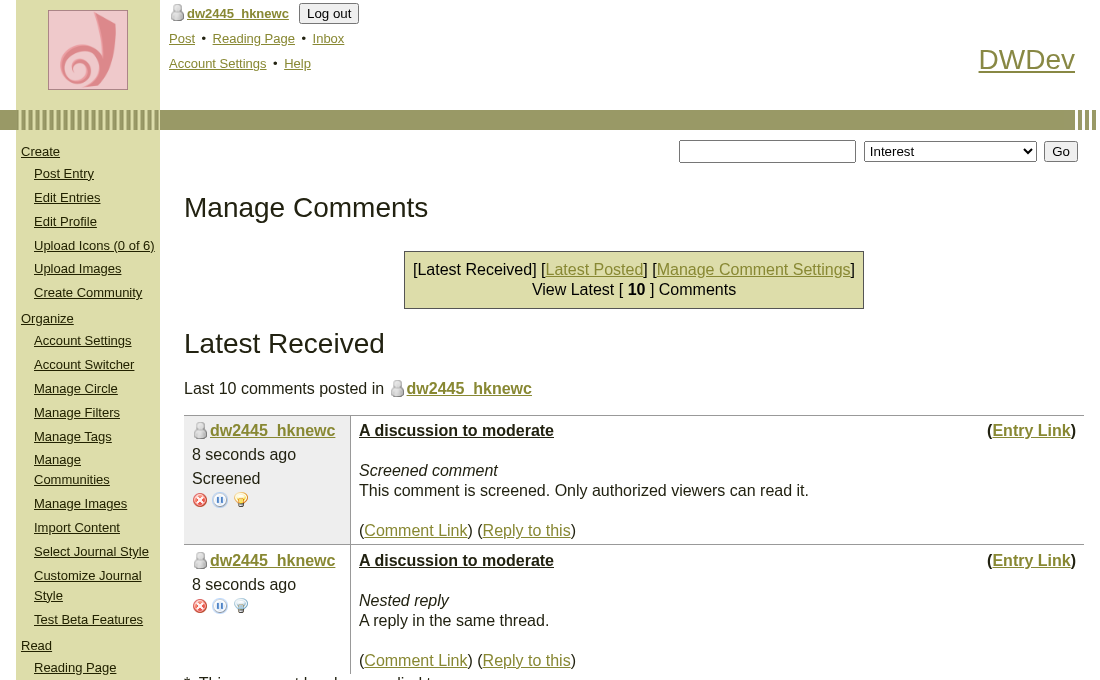 dw2445_hknewc Log out
Post • Reading Page • Inbox
Account Settings • Help
DWDev
Interest Go
Create
Post Entry
Edit Entries
Edit Profile
Upload Icons (0 of 6)
Upload Images
Create Community
Organize
Account Settings
Account Switcher
Manage Circle
Manage Filters
Manage Tags
Manage
Communities
Manage Images
Import Content
Select Journal Style
Customize Journal
Style
Test Beta Features
Read
Reading Page
Manage Comments
[Latest Received] [Latest Posted] [Manage Comment Settings]
View Latest [ 10 ] Comments
Latest Received
Last 10 comments posted in dw2445_hknewc
dw2445_hknewc
8 seconds ago
Screened
A discussion to moderate (Entry Link)
Screened comment
This comment is screened. Only authorized viewers can read it.
(Comment Link) (Reply to this)
dw2445_hknewc
8 seconds ago
A discussion to moderate (Entry Link)
Nested reply
A reply in the same thread.
(Comment Link) (Reply to this)